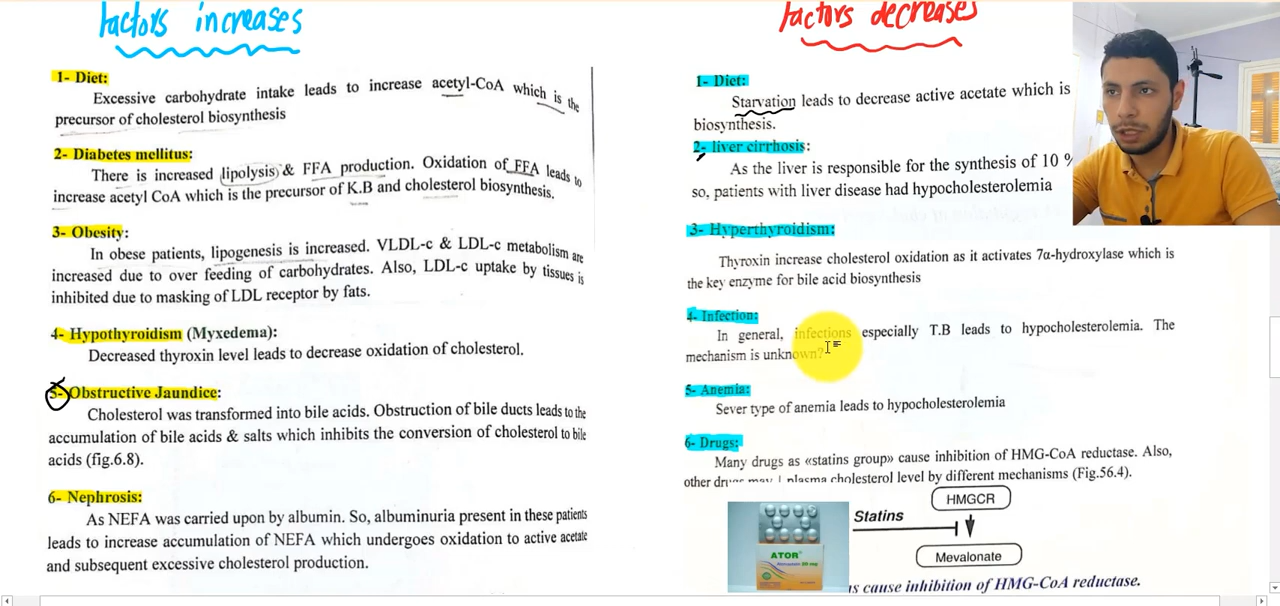 factors increases
1- Diet:
Excessive carbohydrate intake leads to increase acetyl-CoA which is the
precursor of cholesterol biosynthesis
2- Diabetes mellitus:
There is increased lipolysis & FFA production. Oxidation of FFA leads to
increase acetyl CoA which is the precursor of K.B and cholesterol biosynthesis.
3- Obesity:
In obese patients, lipogenesis is increased. VLDL-c & LDL-c metabolism are
increased due to over feeding of carbohydrates. Also, LDL-c uptake by tissues is
inhibited due to masking of LDL receptor by fats.
4- Hypothyroidism (Myxedema):
Decreased thyroxin level leads to decrease oxidation of cholesterol.
5- Obstructive Jaundice:
Cholesterol was transformed into bile acids. Obstruction of bile ducts leads to the
accumulation of bile acids & salts which inhibits the conversion of cholesterol to bile
acids (fig.6.8).
6- Nephrosis:
As NEFA was carried upon by albumin. So, albuminuria present in these patients
leads to increase accumulation of NEFA which undergoes oxidation to active acetate
and subsequent excessive cholesterol production.
factors decreases
1- Diet:
Starvation leads to decrease active acetate which is
biosynthesis.
2- liver cirrhosis:
As the liver is responsible for the synthesis of 10 %
so, patients with liver disease had hypocholesterolemia
3- Hyperthyroidism:
Thyroxin increase cholesterol oxidation as it activates 7α-hydroxylase which is
the key enzyme for bile acid biosynthesis
4- Infection:
In general, infections especially T.B leads to hypocholesterolemia. The
mechanism is unknown?
5- Anemia:
Sever type of anemia leads to hypocholesterolemia
6- Drugs:
Many drugs as «statins group» cause inhibition of HMG-CoA reductase. Also,
other plasma cholesterol level by different mechanisms (Fig.56.4).
HMGCR
Statins
Mevalonate
ATOR
20 mg
cause inhibition of HMG-CoA reductase.